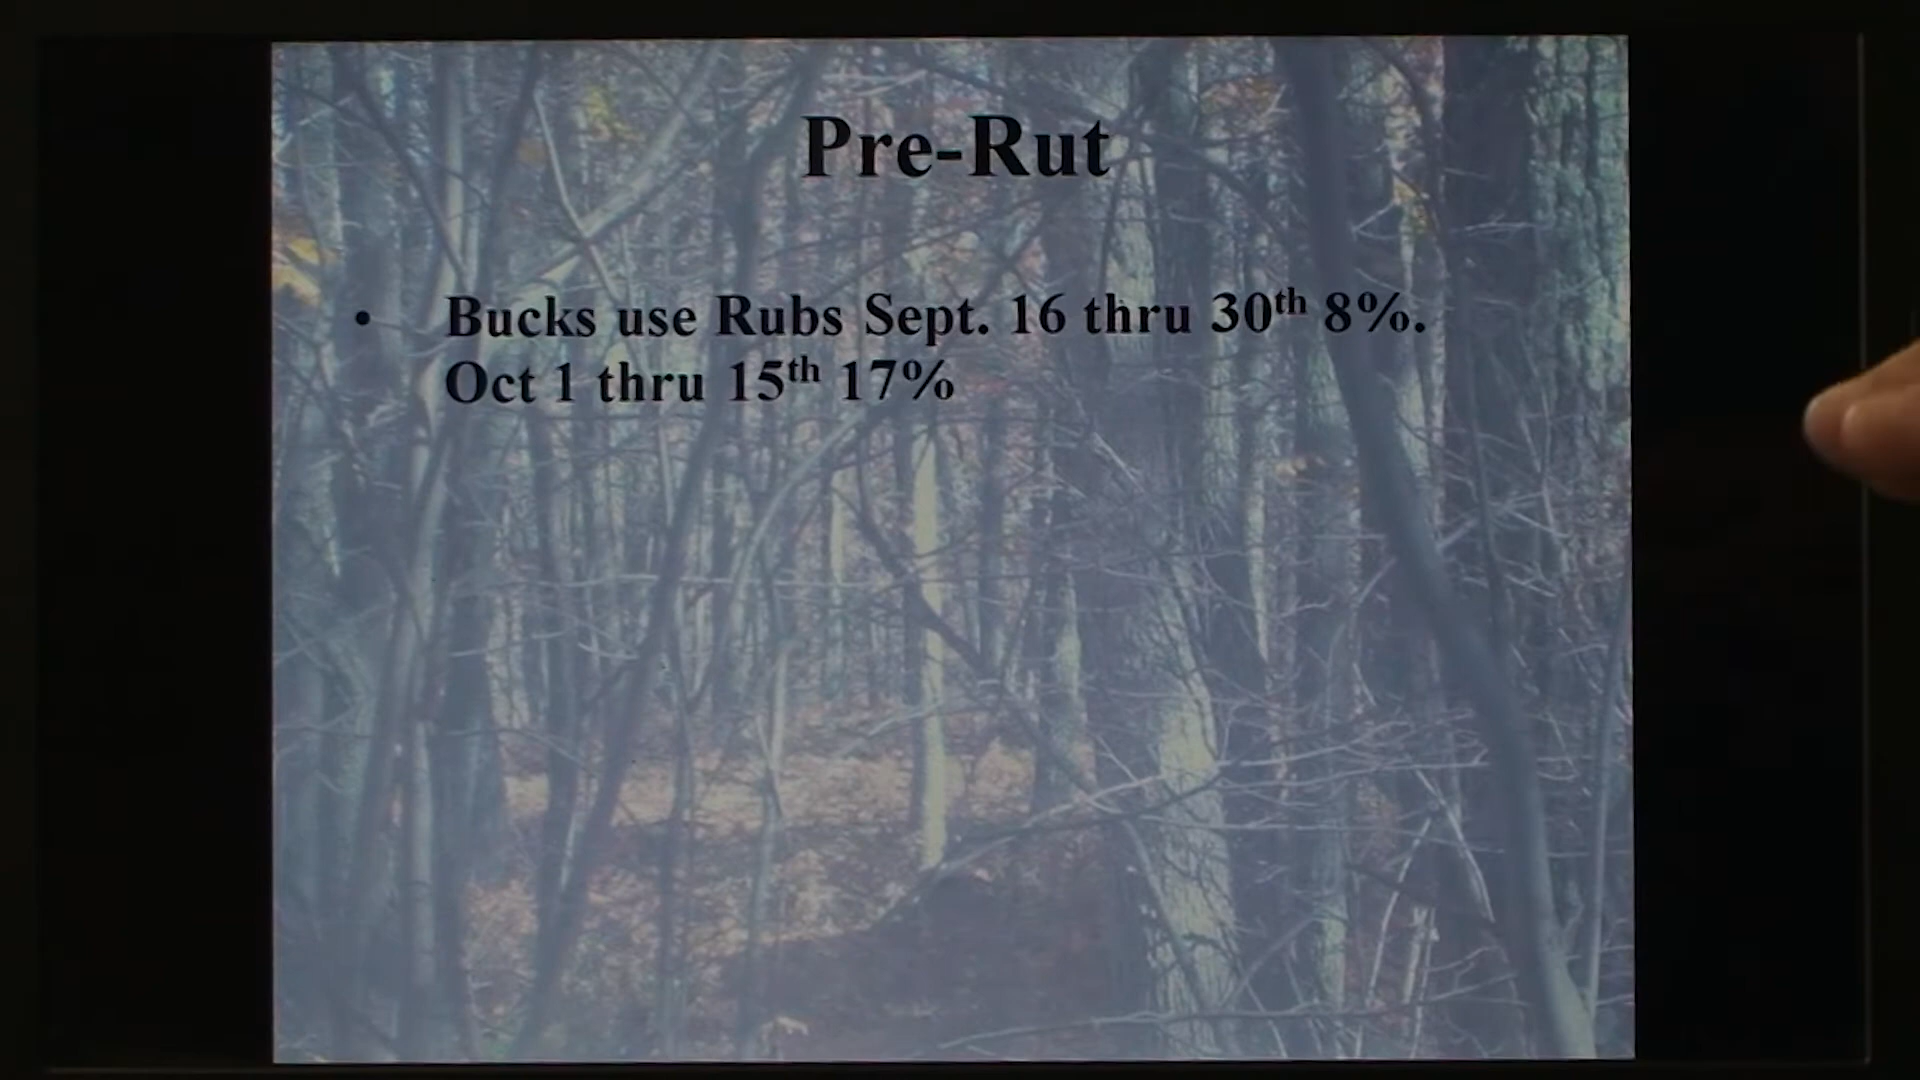 Pre-Rut
• Bucks use Rubs Sept. 16 thru 30th 8%.
Oct 1 thru 15th 17%